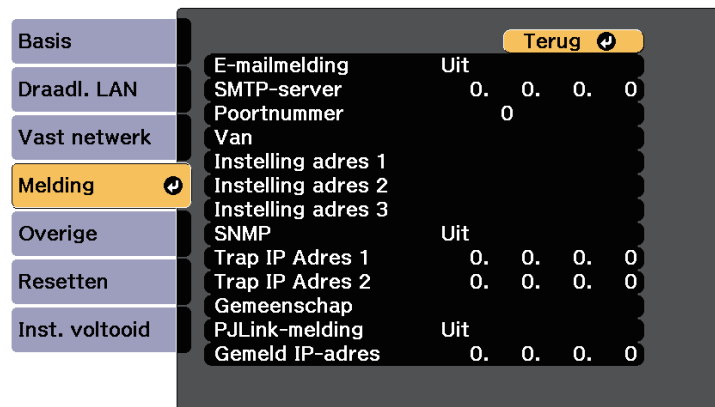 Basis
Draadl. LAN
Vast netwerk
Melding
Overige
Resetten
Inst. voltooid
Terug
E-mailmelding Uit
SMTP-server 0. 0. 0. 0
Poortnummer 0
Van
Instelling adres 1
Instelling adres 2
Instelling adres 3
SNMP Uit
Trap IP Adres 1 0. 0. 0. 0
Trap IP Adres 2 0. 0. 0. 0
Gemeenschap
PJLink-melding Uit
Gemeld IP-adres 0. 0. 0. 0